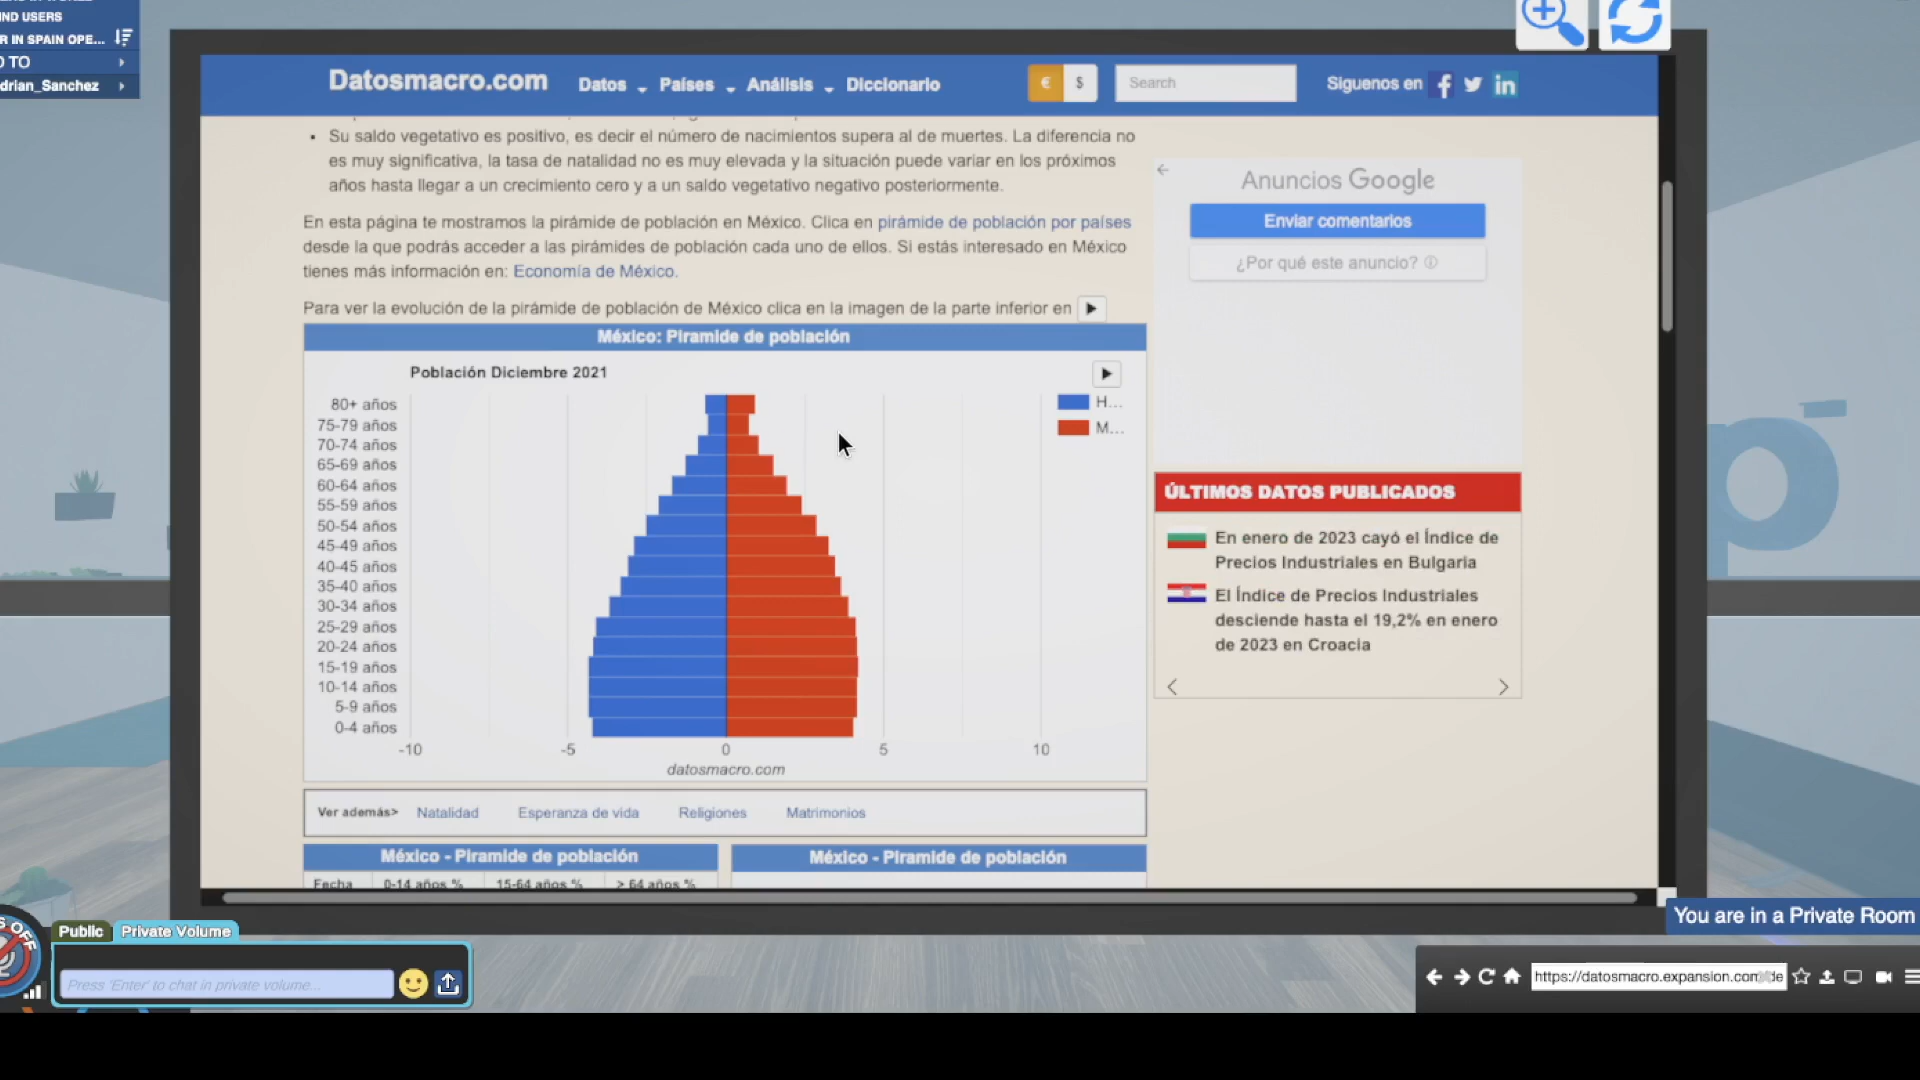 IND USERS
R IN SPAIN OPE...
O TO
drian_Sanchez
Datosmacro.com
Datos
Países
Análisis
Diccionario
€
$
Search
Siguenos en
Su saldo vegetativo es positivo, es decir el número de nacimientos supera al de muertes. La diferencia no
es muy significativa, la tasa de natalidad no es muy elevada y la situación puede variar en los próximos
años hasta llegar a un crecimiento cero y a un saldo vegetativo negativo posteriormente.
En esta página te mostramos la pirámide de población en México. Clica en pirámide de población por países
desde la que podrás acceder a las pirámides de población cada uno de ellos. Si estás interesado en México
tienes más información en: Economía de México.
Para ver la evolución de la pirámide de población de México clica en la imagen de la parte inferior en
México: Piramide de población
Población Diciembre 2021
80+ años
75-79 años
70-74 años
65-69 años
60-64 años
55-59 años
50-54 años
45-49 años
40-45 años
35-40 años
30-34 años
25-29 años
20-24 años
15-19 años
10-14 años
5-9 años
0-4 años
-10
-5
0
5
10
H...
M...
datosmacro.com
Ver además>
Natalidad
Esperanza de vida
Religiones
Matrimonios
México - Piramide de población
Fecha
0-14 años %
15-64 años %
> 64 años %
México - Piramide de población
Anuncios Google
Enviar comentarios
¿Por qué este anuncio?
ÚLTIMOS DATOS PUBLICADOS
En enero de 2023 cayó el Índice de
Precios Industriales en Bulgaria
El Índice de Precios Industriales
desciende hasta el 19,2% en enero
de 2023 en Croacia
You are in a Private Room
Public
Private Volume
Press 'Enter' to chat in private volume...
https://datosmacro.expansion.com/de